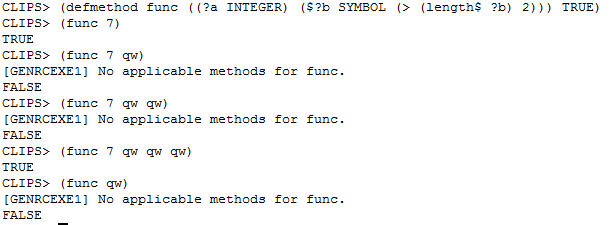 CLIPS> (defmethod func ((?a INTEGER) ($?b SYMBOL (> (length$ ?b) 2))) TRUE)
CLIPS> (func 7)
TRUE
CLIPS> (func 7 qw)
[GENRCEXE1] No applicable methods for func.
FALSE
CLIPS> (func 7 qw qw)
[GENRCEXE1] No applicable methods for func.
FALSE
CLIPS> (func 7 qw qw qw)
TRUE
CLIPS> (func qw)
[GENRCEXE1] No applicable methods for func.
FALSE